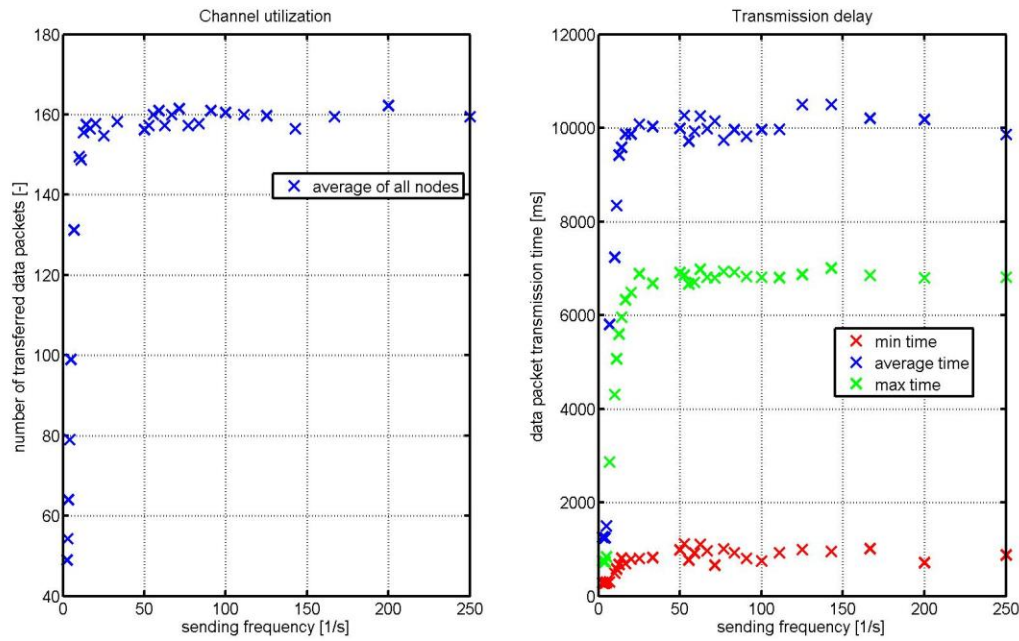 Channel utilization
180
160
140
120
100
80
60
40
0
50
100
150
200
250
number of transferred data packets [-]
sending frequency [1/s]
average of all nodes
Transmission delay
12000
10000
8000
6000
4000
2000
0
0
50
100
150
200
250
data packet transmission time [ms]
sending frequency [1/s]
min time
average time
max time